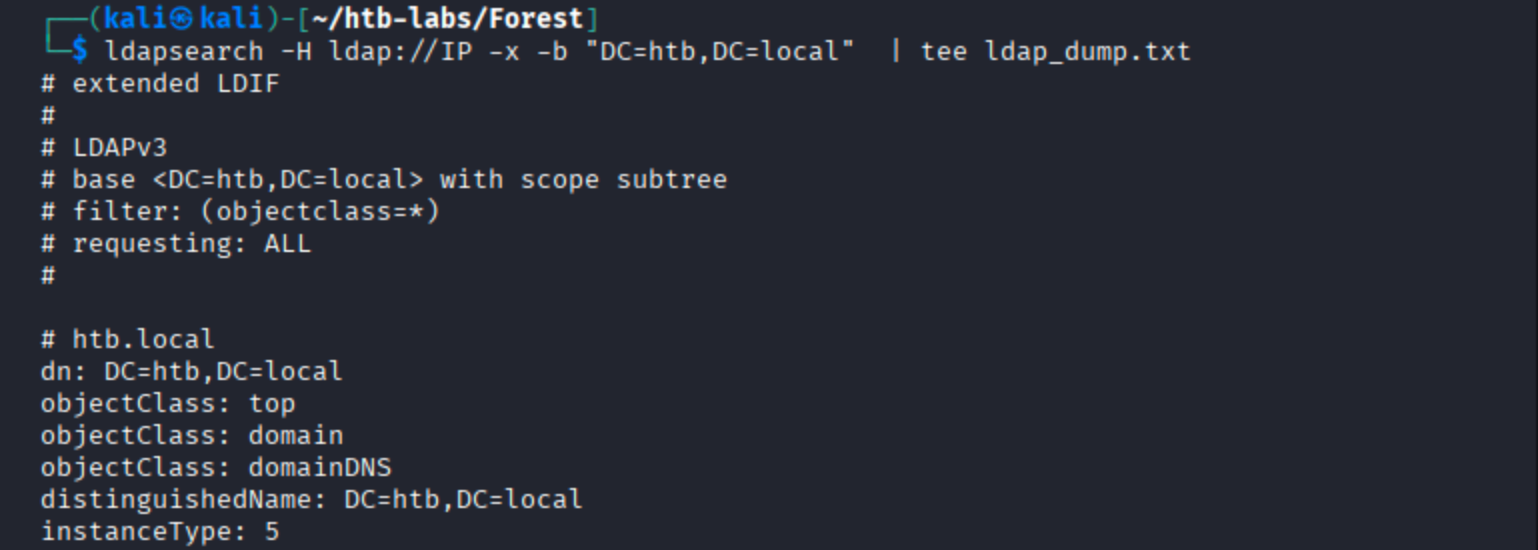 ┌──(kali㉿kali)-[~/htb-labs/Forest]
└─$ ldapsearch -H ldap://IP -x -b "DC=htb,DC=local"  | tee ldap_dump.txt
# extended LDIF
#
# LDAPv3
# base <DC=htb,DC=local> with scope subtree
# filter: (objectclass=*)
# requesting: ALL
#

# htb.local
dn: DC=htb,DC=local
objectClass: top
objectClass: domain
objectClass: domainDNS
distinguishedName: DC=htb,DC=local
instanceType: 5